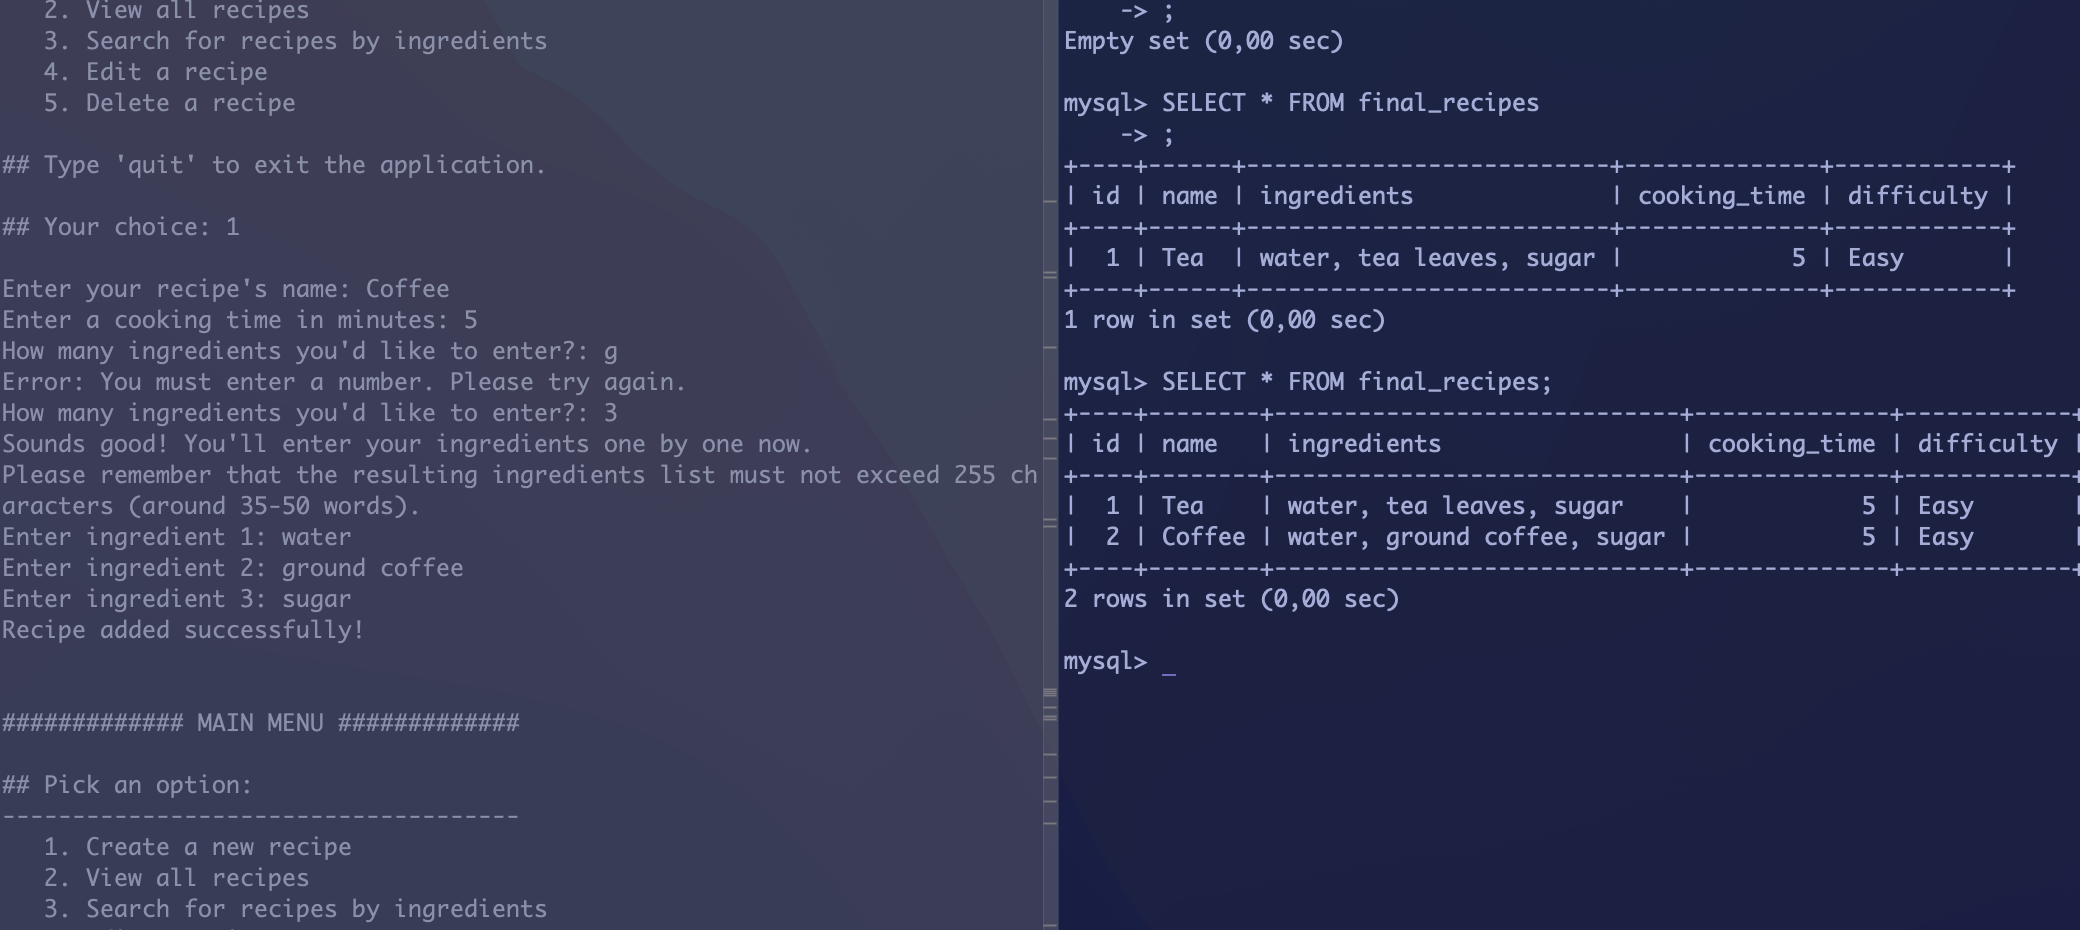 2. View all recipes
   3. Search for recipes by ingredients
   4. Edit a recipe
   5. Delete a recipe

## Type 'quit' to exit the application.

## Your choice: 1

Enter your recipe's name: Coffee
Enter a cooking time in minutes: 5
How many ingredients you'd like to enter?: g
Error: You must enter a number. Please try again.
How many ingredients you'd like to enter?: 3
Sounds good! You'll enter your ingredients one by one now.
Please remember that the resulting ingredients list must not exceed 255 ch
aracters (around 35-50 words).
Enter ingredient 1: water
Enter ingredient 2: ground coffee
Enter ingredient 3: sugar
Recipe added successfully!

############# MAIN MENU #############

## Pick an option:
-------------------------------------
   1. Create a new recipe
   2. View all recipes
   3. Search for recipes by ingredients

    -> ;
Empty set (0,00 sec)

mysql> SELECT * FROM final_recipes
    -> ;
+----+------+--------------------------+--------------+------------+
| id | name | ingredients              | cooking_time | difficulty |
+----+------+--------------------------+--------------+------------+
|  1 | Tea  | water, tea leaves, sugar |            5 | Easy       |
+----+------+--------------------------+--------------+------------+
1 row in set (0,00 sec)

mysql> SELECT * FROM final_recipes;
+----+--------+-----------------------------+--------------+------------+
| id | name   | ingredients                 | cooking_time | difficulty |
+----+--------+-----------------------------+--------------+------------+
|  1 | Tea    | water, tea leaves, sugar    |            5 | Easy       |
|  2 | Coffee | water, ground coffee, sugar |            5 | Easy       |
+----+--------+-----------------------------+--------------+------------+
2 rows in set (0,00 sec)

mysql> _